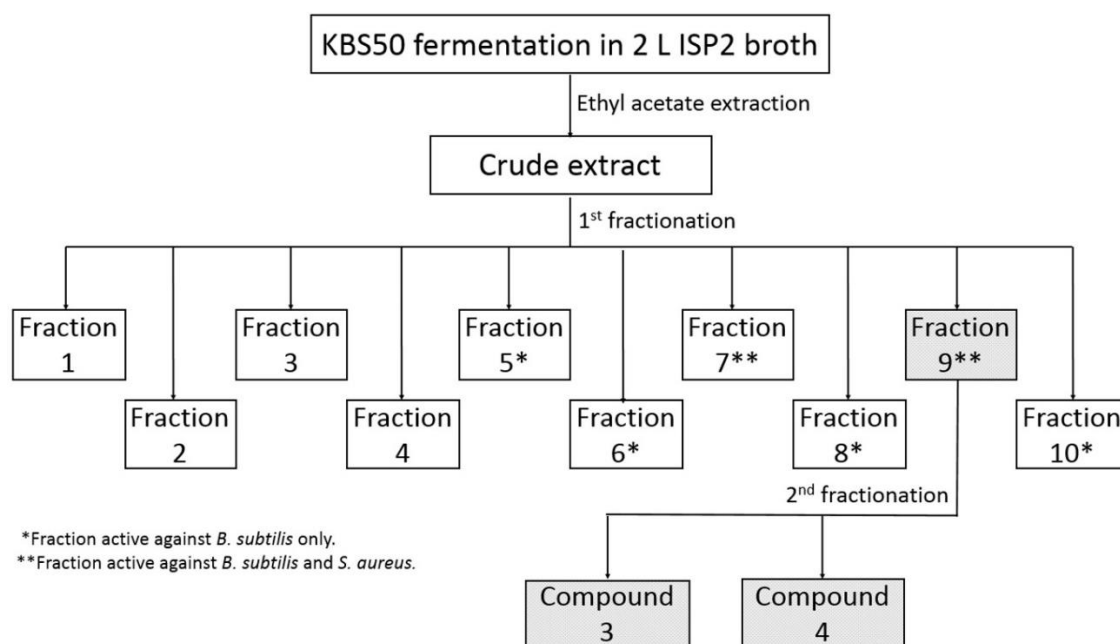 KBS50 fermentation in 2 L ISP2 broth
Ethyl acetate extraction
Crude extract
1st fractionation
Fraction
1
Fraction
3
Fraction
5*
Fraction
7**
Fraction
9**
Fraction
2
Fraction
4
Fraction
6*
Fraction
8*
Fraction
10*
2nd fractionation
*Fraction active against B. subtilis only.
**Fraction active against B. subtilis and S. aureus.
Compound
3
Compound
4